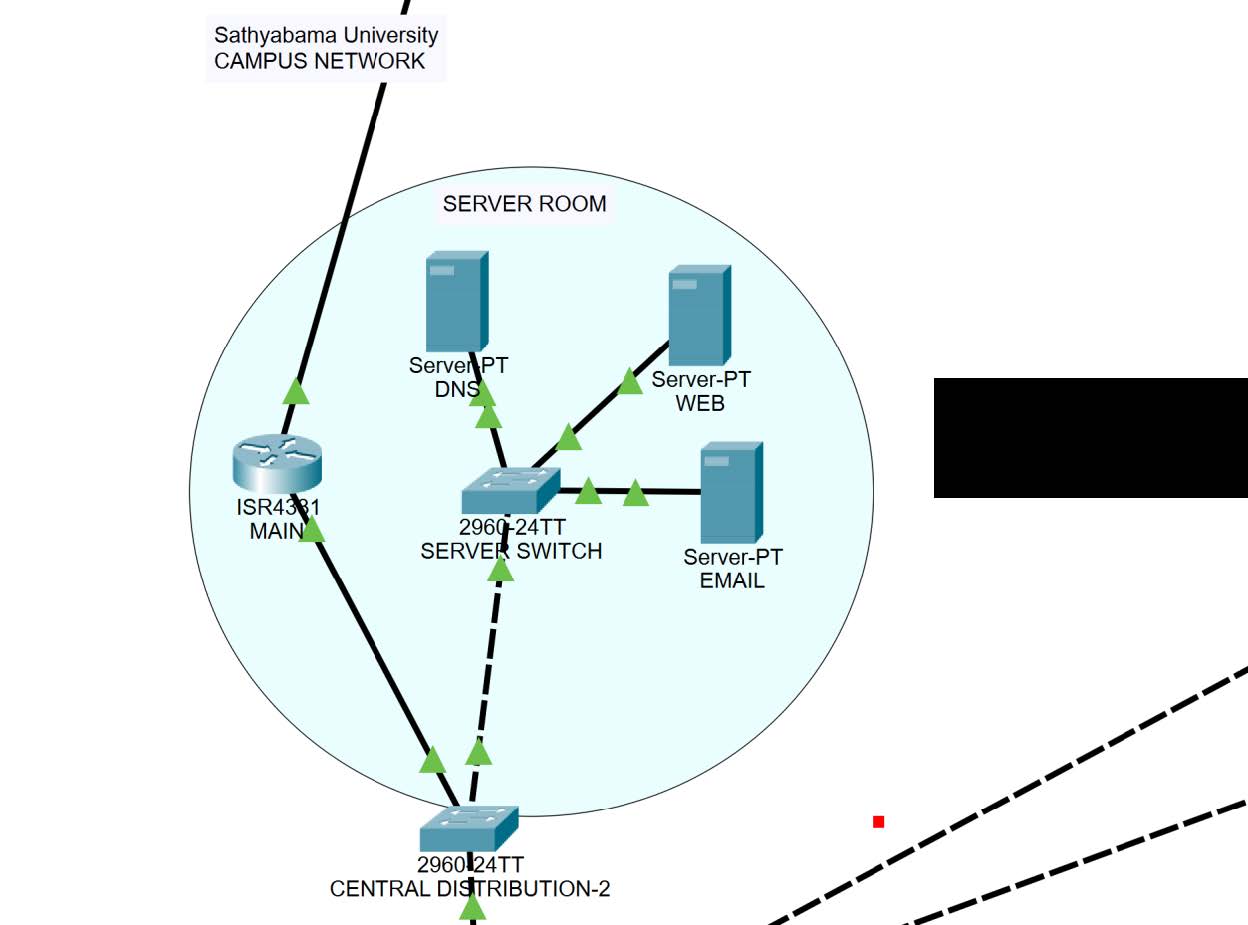 Sathyabama University
CAMPUS NETWORK
SERVER ROOM
Server-PT
DNS
Server-PT
WEB
ISR4331
MAIN
2960-24TT
SERVER SWITCH
Server-PT
EMAIL
2960-24TT
CENTRAL DISTRIBUTION-2